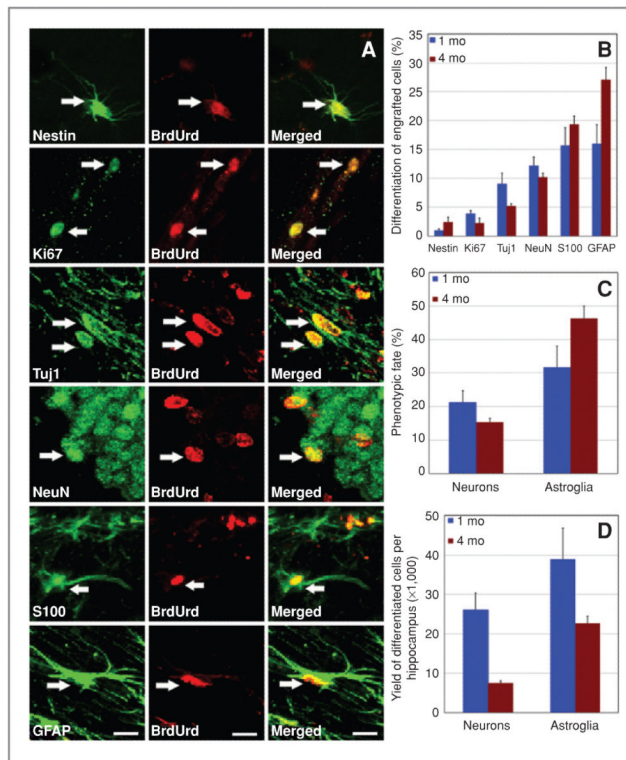 A
Nestin
BrdUrd
Merged
Ki67
BrdUrd
Merged
Tuj1
BrdUrd
Merged
NeuN
BrdUrd
Merged
S100
BrdUrd
Merged
GFAP
BrdUrd
Merged
B
1 mo
4 mo
Differentiation of engrafted cells (%)
35
30
25
20
15
10
5
0
Nestin Ki67 Tuj1 NeuN S100 GFAP
C
1 mo
4 mo
Phenotypic fate (%)
60
50
40
30
20
10
0
Neurons Astroglia
D
1 mo
4 mo
Yield of differentiated cells per
hippocampus (×1,000)
50
40
30
20
10
0
Neurons Astroglia